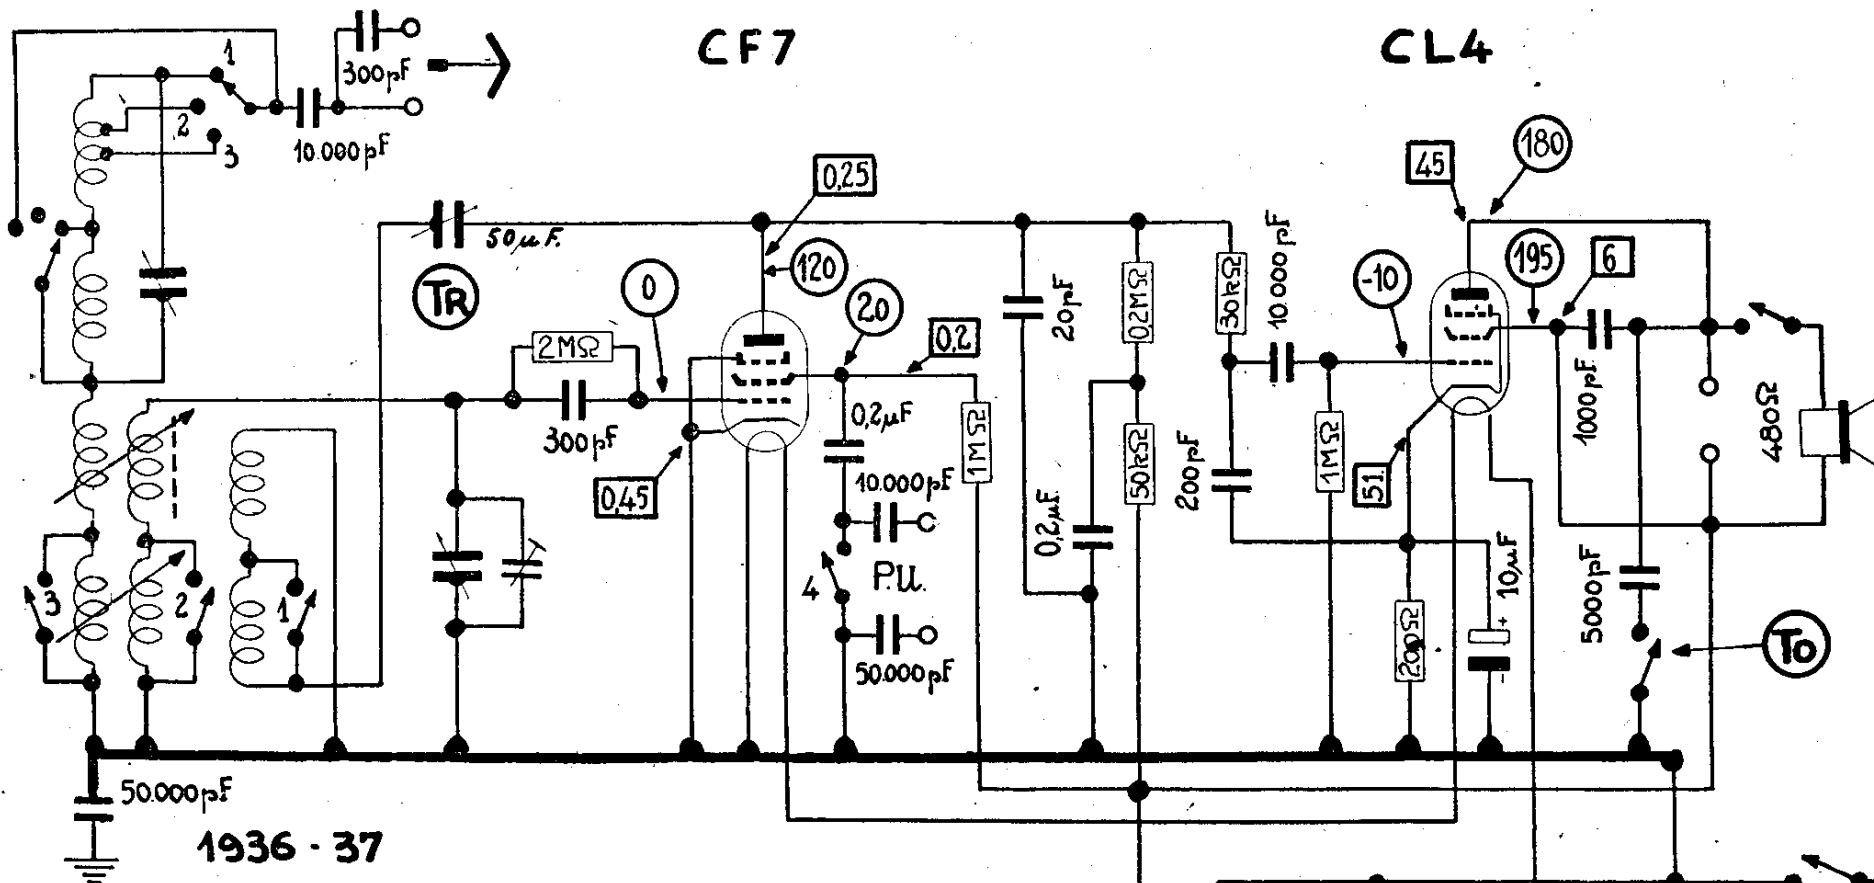 CF7
CL4
1
300pF
2
3
10.000pF
180
45
0,25
50µF.
120
TR
0
20
0,2
20pF
0,2MΩ
30kΩ
10.000pF
-10
195
6
2MΩ
300pF
0,2µF
1MΩ
0,45
10.000pF
50kΩ
200pF
1MΩ
51
1000pF
480Ω
0,2µF
3
2
1
4
P.U.
50.000pF
200Ω
+
10µF
-
5000pF
TO
50.000pF
1936-37